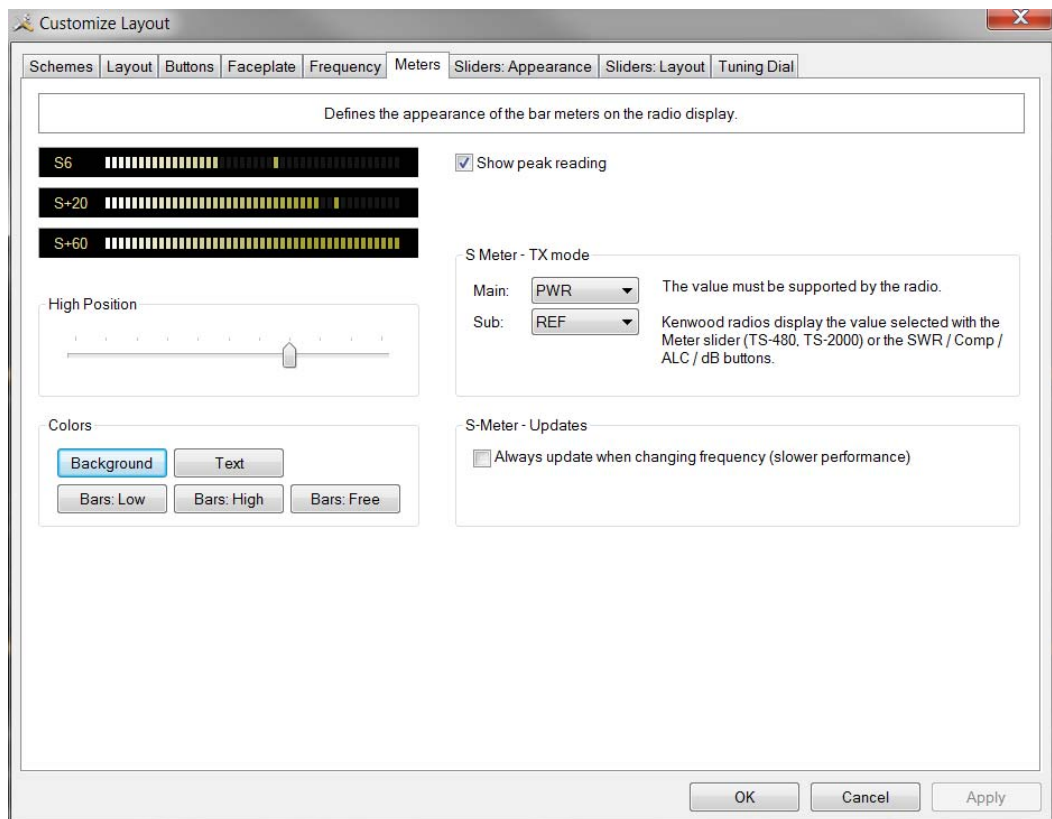 Customize Layout
X
Schemes Layout Buttons Faceplate Frequency Meters Sliders: Appearance Sliders: Layout Tuning Dial
Defines the appearance of the bar meters on the radio display.
S6
S+20
S+60
Show peak reading
High Position
S Meter - TX mode
Main: PWR
The value must be supported by the radio.
Sub: REF
Kenwood radios display the value selected with the
Meter slider (TS-480, TS-2000) or the SWR / Comp /
ALC / dB buttons.
Colors
Background Text
Bars: Low Bars: High Bars: Free
S-Meter - Updates
Always update when changing frequency (slower performance)
OK Cancel Apply